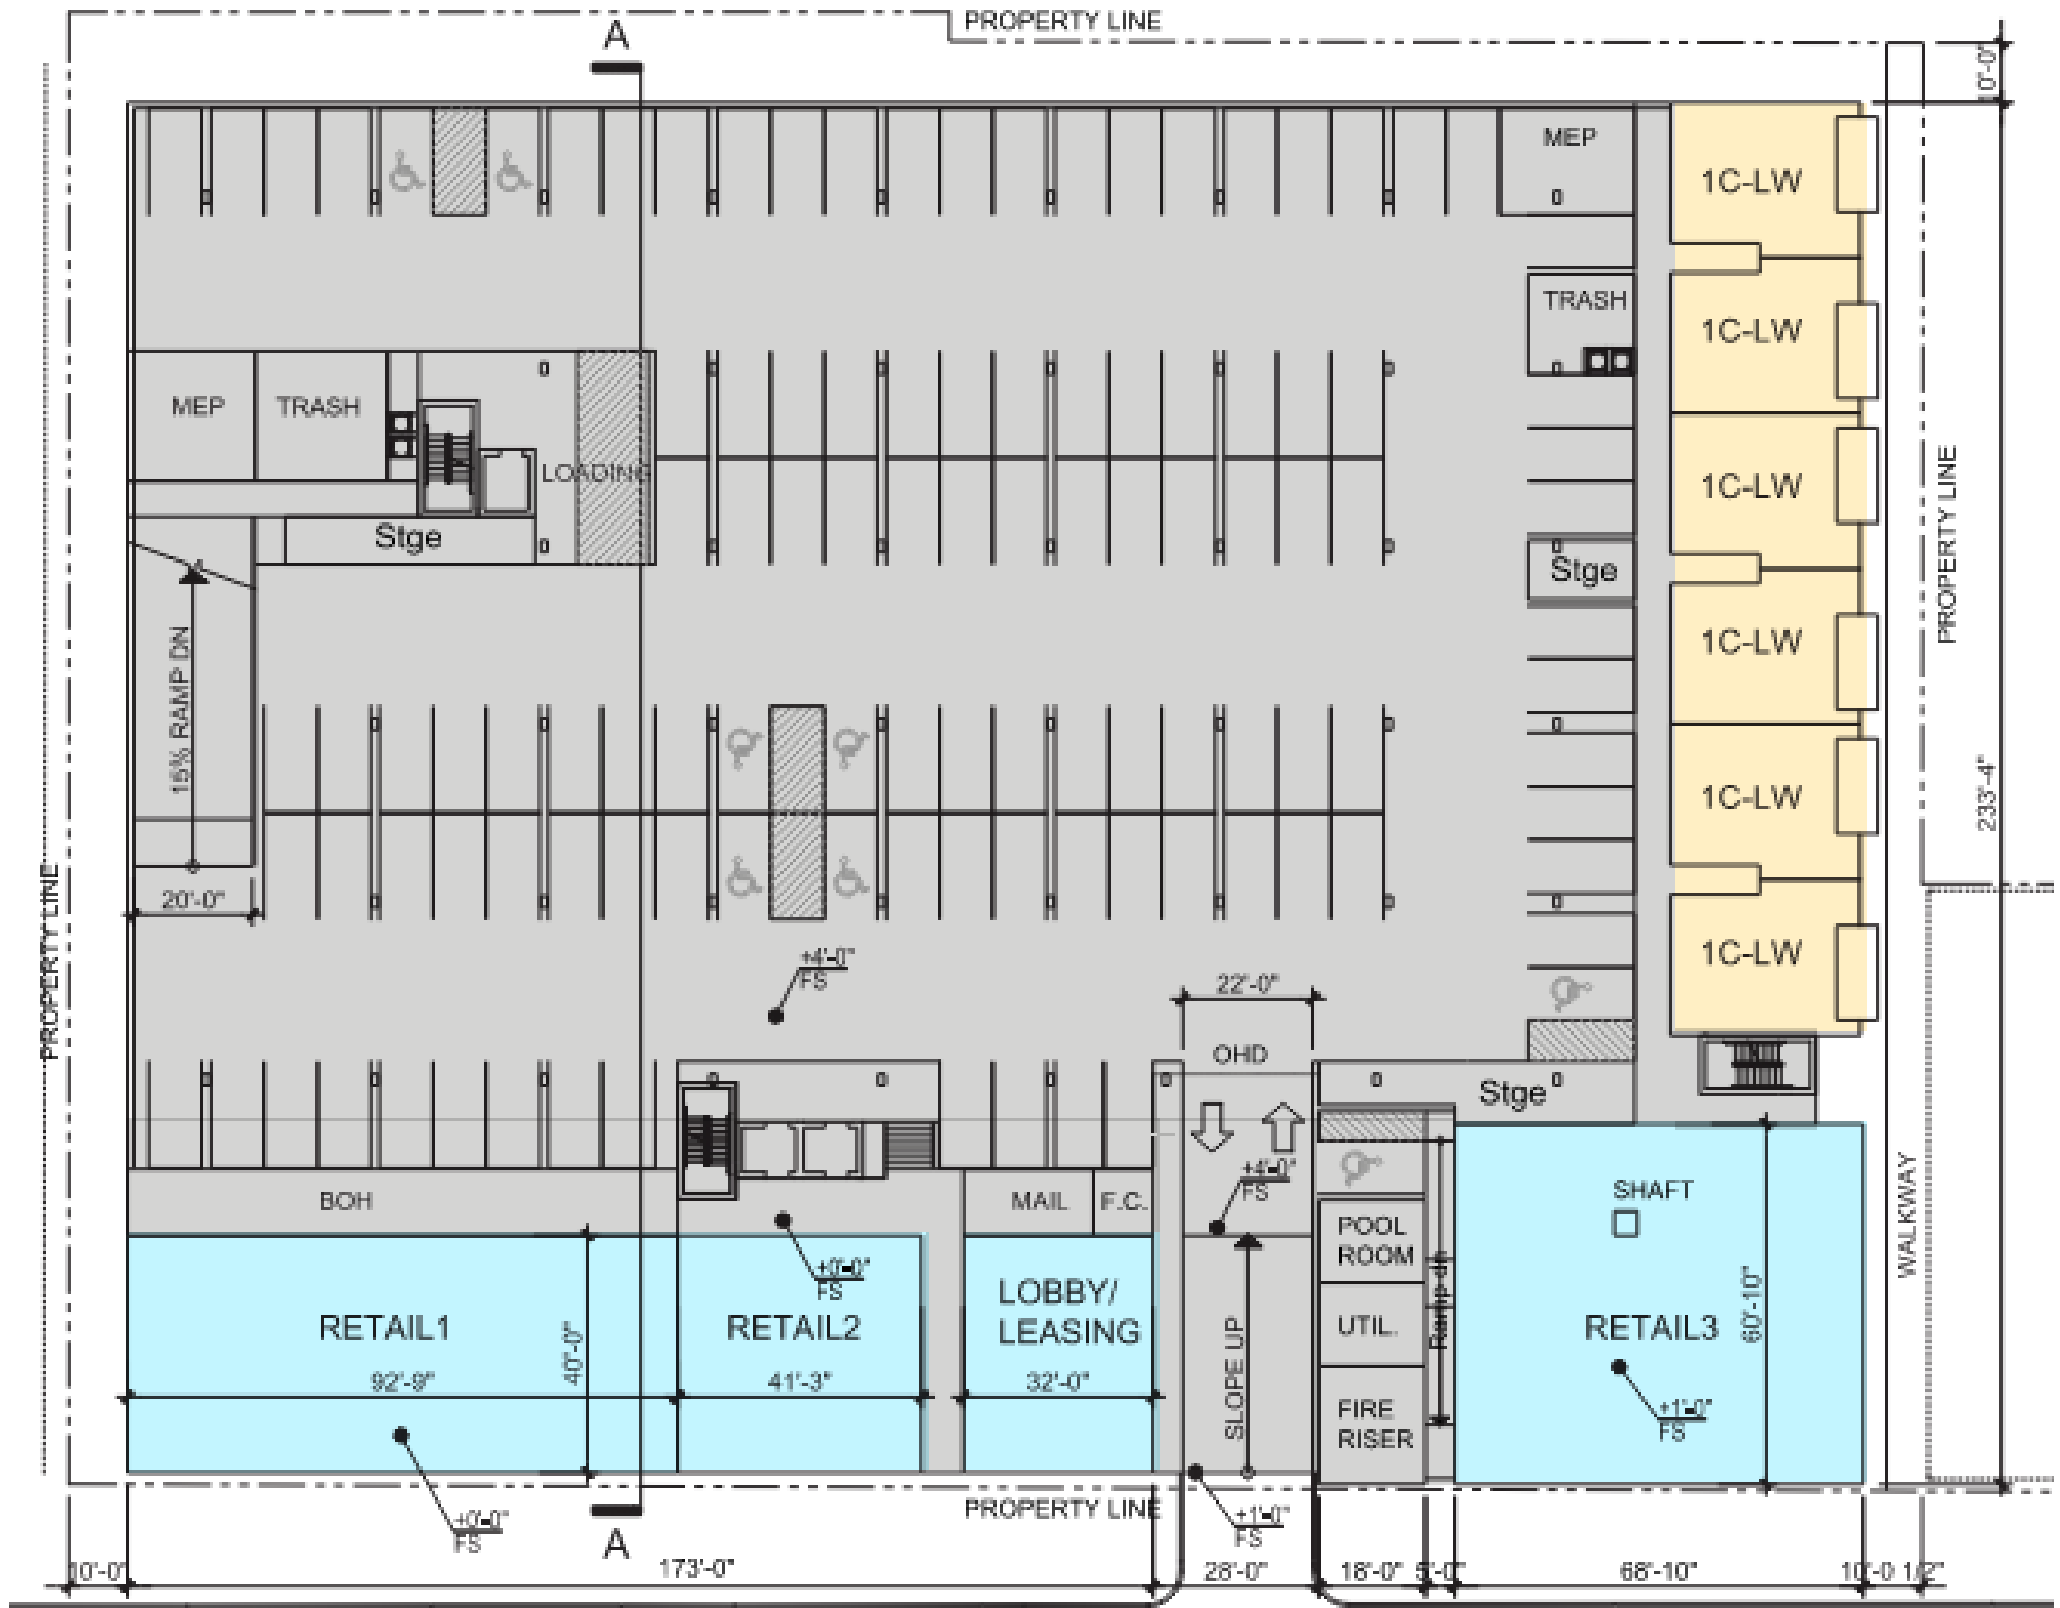 PROPERTY LINE
A
10'-0"
MEP
1C-LW
TRASH
1C-LW
MEP
TRASH
LOADING
1C-LW
PROPERTY LINE
Stge
Stge
1C-LW
15% RAMP DN
1C-LW
233'-4"
PROPERTY LINE
20'-0"
1C-LW
+4'-0"
FS
22'-0"
OHD
Stge
BOH
MAIL
F.C.
+4'-0"
FS
SHAFT
WALKWAY
POOL
ROOM
+0'-0"
FS
LOBBY/
LEASING
RETAIL1
RETAIL2
SLOPE UP
UTIL.
Ramp dn
RETAIL3
60'-10"
40'-0"
92'-9"
41'-3"
32'-0"
FIRE
RISER
+1'-0"
FS
PROPERTY LINE
+0'-0"
FS
A
+1'-0"
FS
10'-0"
173'-0"
28'-0"
18'-0"
5'-0"
68'-10"
10'-0 1/2"